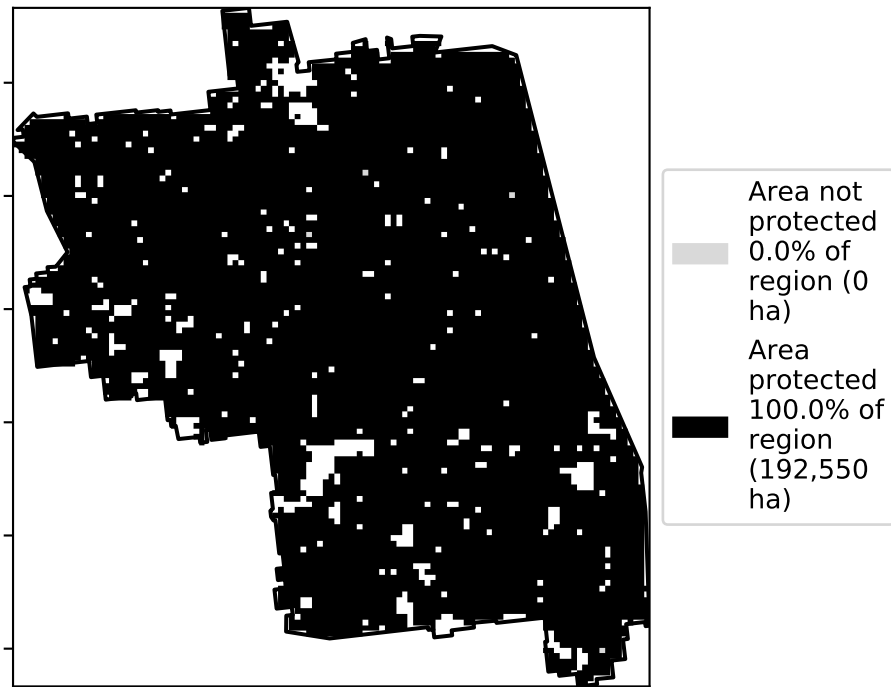 Area not
protected
0.0% of
region (0
ha)
Area
protected
100.0% of
region
(192,550
ha)